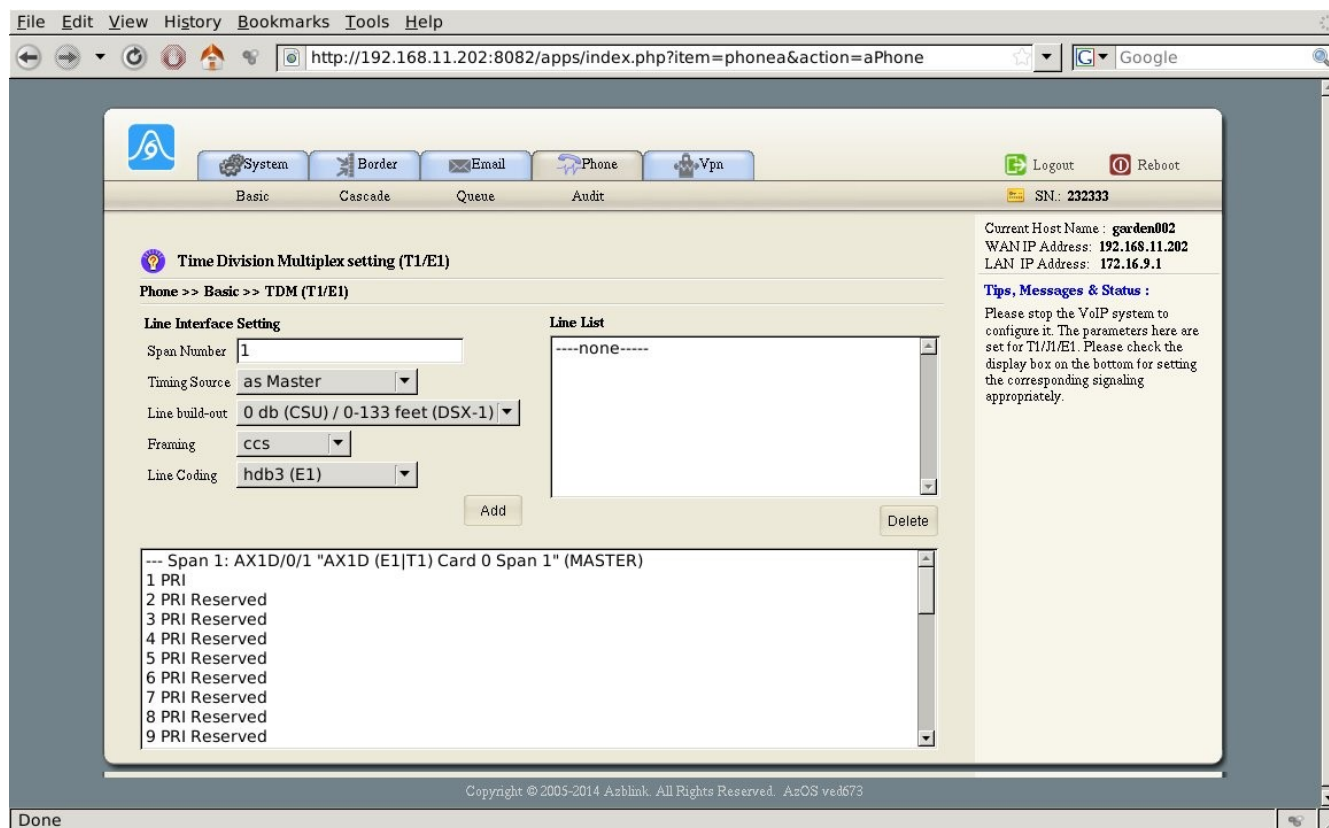 File Edit View History Bookmarks Tools Help
http://192.168.11.202:8082/apps/index.php?item=phonea&action=aPhone
Google
System Border Email Phone Vpn
Logout Reboot
Basic Cascade Queue Audit
SN.: 232333
Current Host Name : garden002
WAN IP Address: 192.168.11.202
LAN IP Address: 172.16.9.1
Time Division Multiplex setting (T1/E1)
Phone >> Basic >> TDM (T1/E1)
Tips, Messages & Status :
Please stop the VoIP system to
configure it. The parameters here are
set for T1/J1/E1. Please check the
display box on the bottom for setting
the corresponding signaling
appropriately.
Line Interface Setting
Span Number 1
Timing Source as Master
Line build-out 0 db (CSU) / 0-133 feet (DSX-1)
Framing ccs
Line Coding hdb3 (E1)
Add
Line List
----none-----
Delete
--- Span 1: AX1D/0/1 "AX1D (E1|T1) Card 0 Span 1" (MASTER)
1 PRI
2 PRI Reserved
3 PRI Reserved
4 PRI Reserved
5 PRI Reserved
6 PRI Reserved
7 PRI Reserved
8 PRI Reserved
9 PRI Reserved
Copyright © 2005-2014 Azblink. All Rights Reserved. AzOS ved673
Done